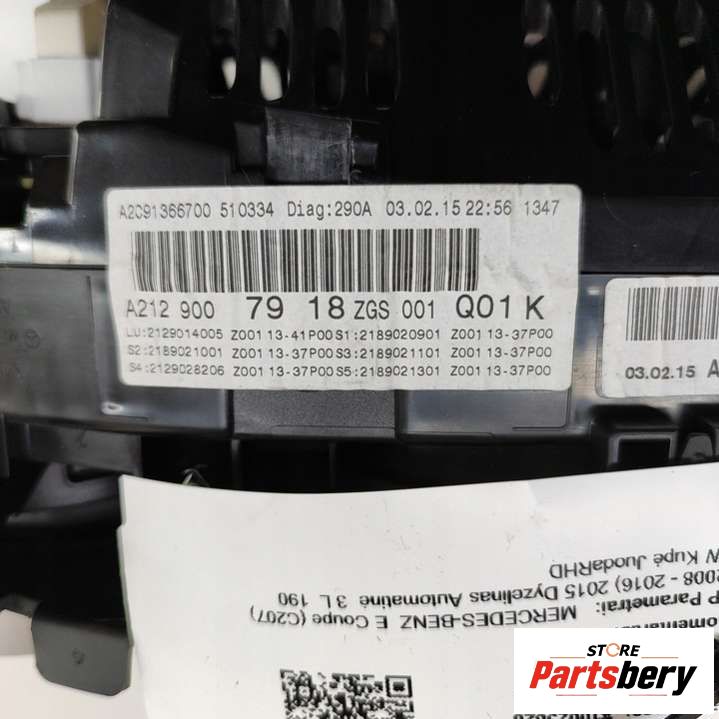 A2C91366700 510334 Diag:290A 03.02.15 22:56 1347
A212 900 79 18 ZGS 001 Q01 K
LU:2129014005 Z001 13-41P00 S1:2189020901 Z001 13-37P00
S2:2189021001 Z001 13-37P00 S3:2189021101 Z001 13-37P00
S4:2129028206 Z001 13-37P00 S5:2189021301 Z001 13-37P00
03.02.15 A
P Parametrai: MERCEDES-BENZ E Coupe (C207)
2008 - 2016) 2015 Dyzelinas Automatinė 3 L 190
W Kupė JuodaRHD
STORE
Partsbery